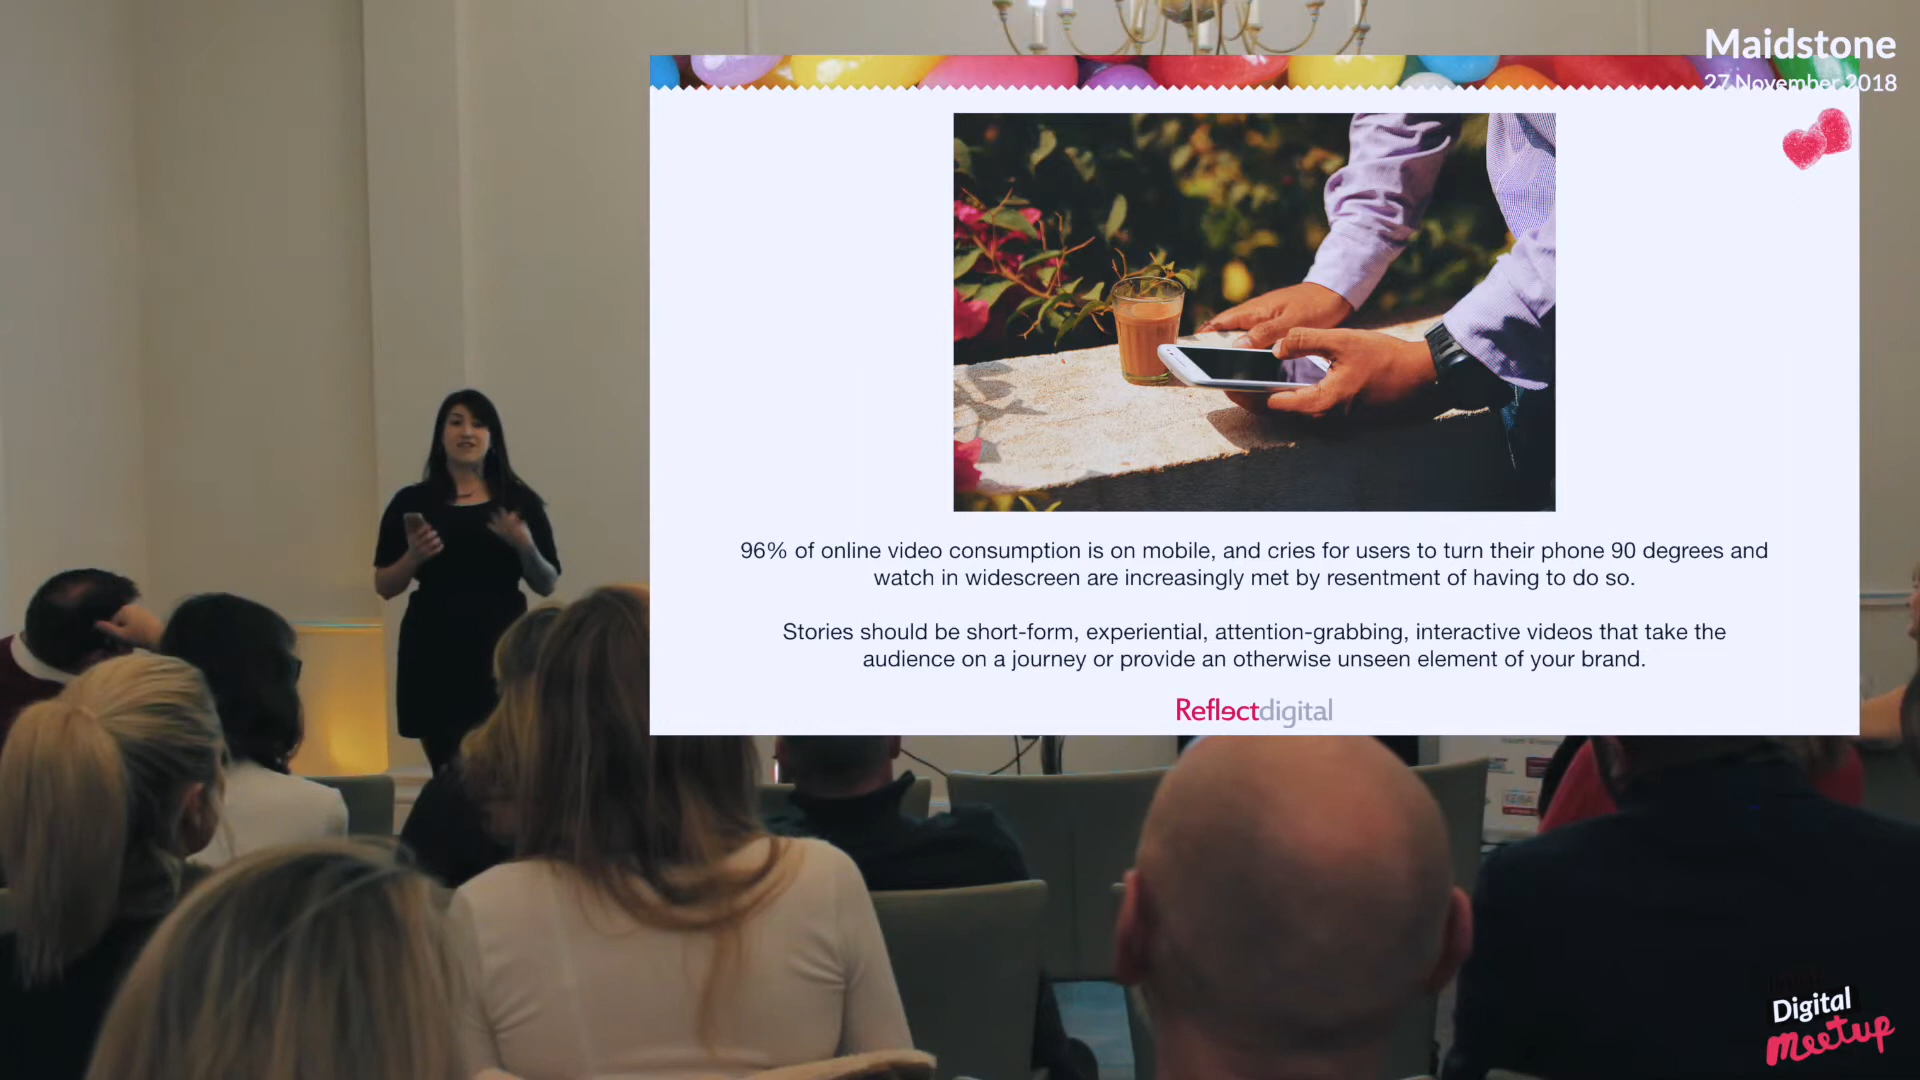 Maidstone
27 November 2018
96% of online video consumption is on mobile, and cries for users to turn their phone 90 degrees and
watch in widescreen are increasingly met by resentment of having to do so.
Stories should be short-form, experiential, attention-grabbing, interactive videos that take the
audience on a journey or provide an otherwise unseen element of your brand.
Reflectdigital
Digital
meetup